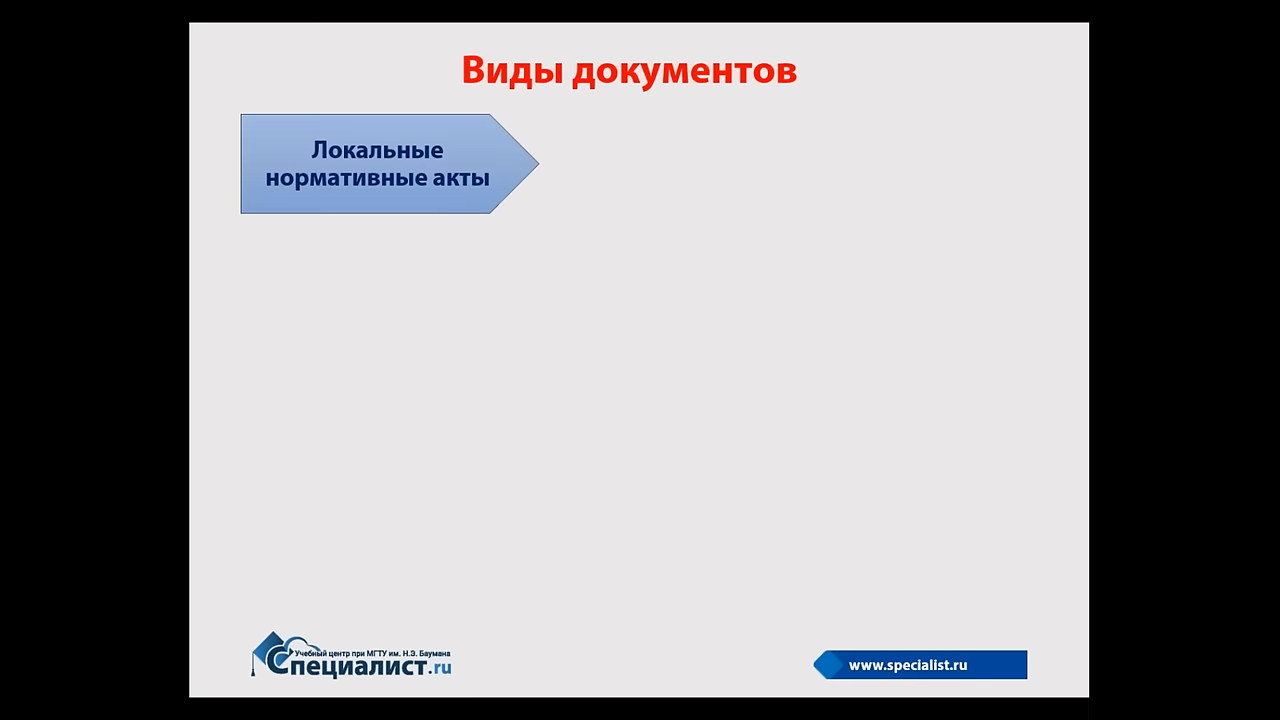 Виды документов
Локальные
нормативные акты
Учебный центр при МГТУ им. Н.Э. Баумана
Специалист.ru
www.specialist.ru